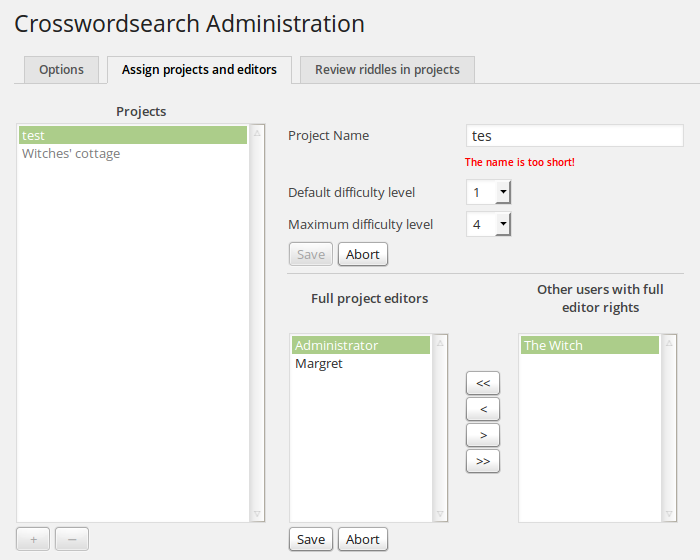 Crosswordsearch Administration
Options
Assign projects and editors
Review riddles in projects
Projects
test
Witches' cottage
+
−
Project Name
tes
The name is too short!
Default difficulty level
1
Maximum difficulty level
4
Save
Abort
Full project editors
Administrator
Margret
<<
<
>
>>
Other users with full
editor rights
The Witch
Save
Abort